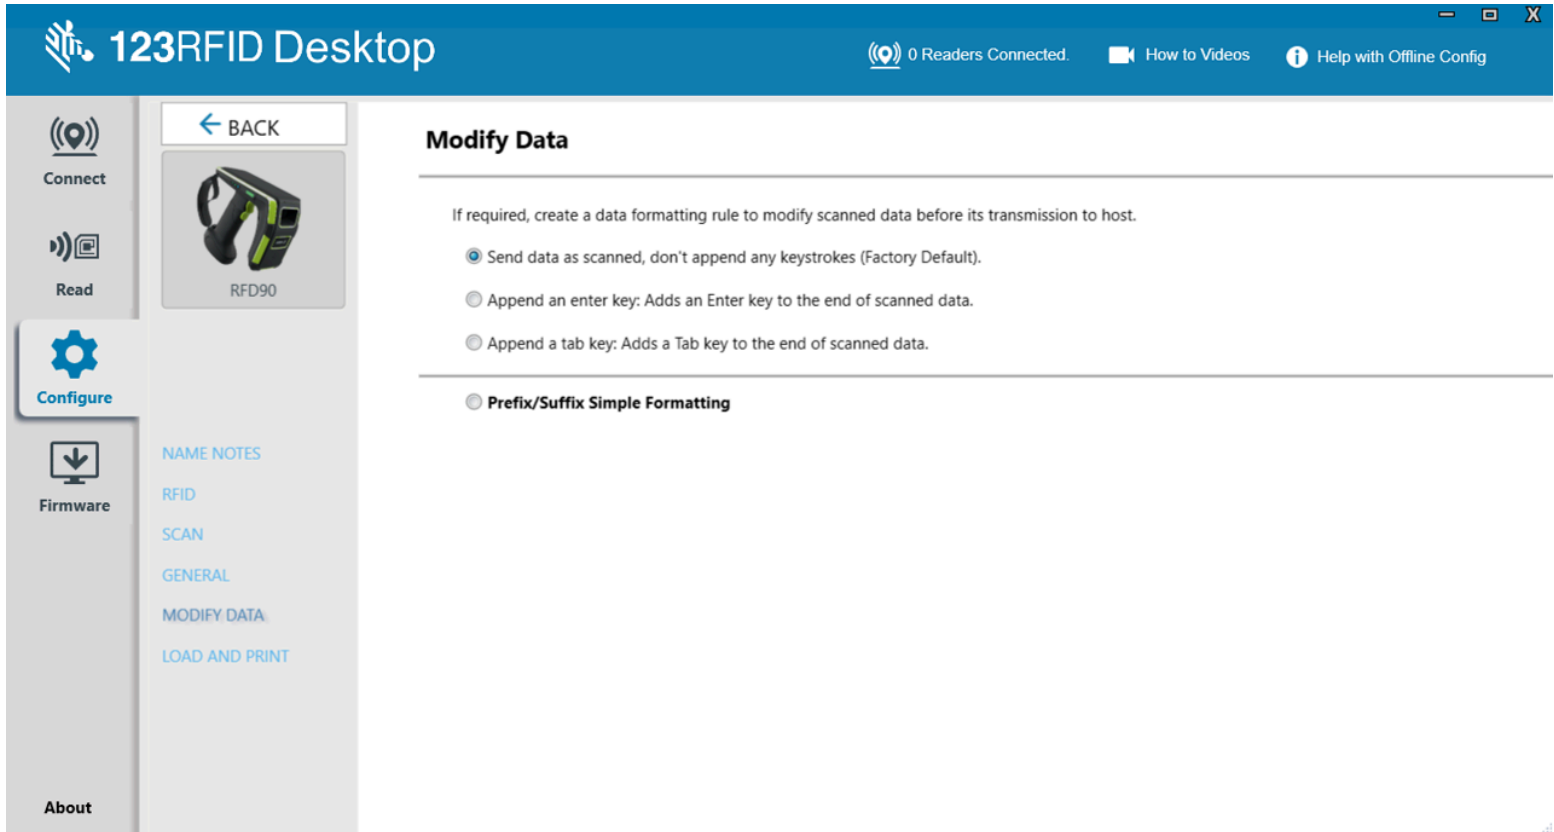 123RFID Desktop
0 Readers Connected.
How to Videos
Help with Offline Config
X
Connect
Read
Configure
Firmware
About
BACK
RFD90
NAME NOTES
RFID
SCAN
GENERAL
MODIFY DATA
LOAD AND PRINT
Modify Data
If required, create a data formatting rule to modify scanned data before its transmission to host.
Send data as scanned, don't append any keystrokes (Factory Default).
Append an enter key: Adds an Enter key to the end of scanned data.
Append a tab key: Adds a Tab key to the end of scanned data.
Prefix/Suffix Simple Formatting